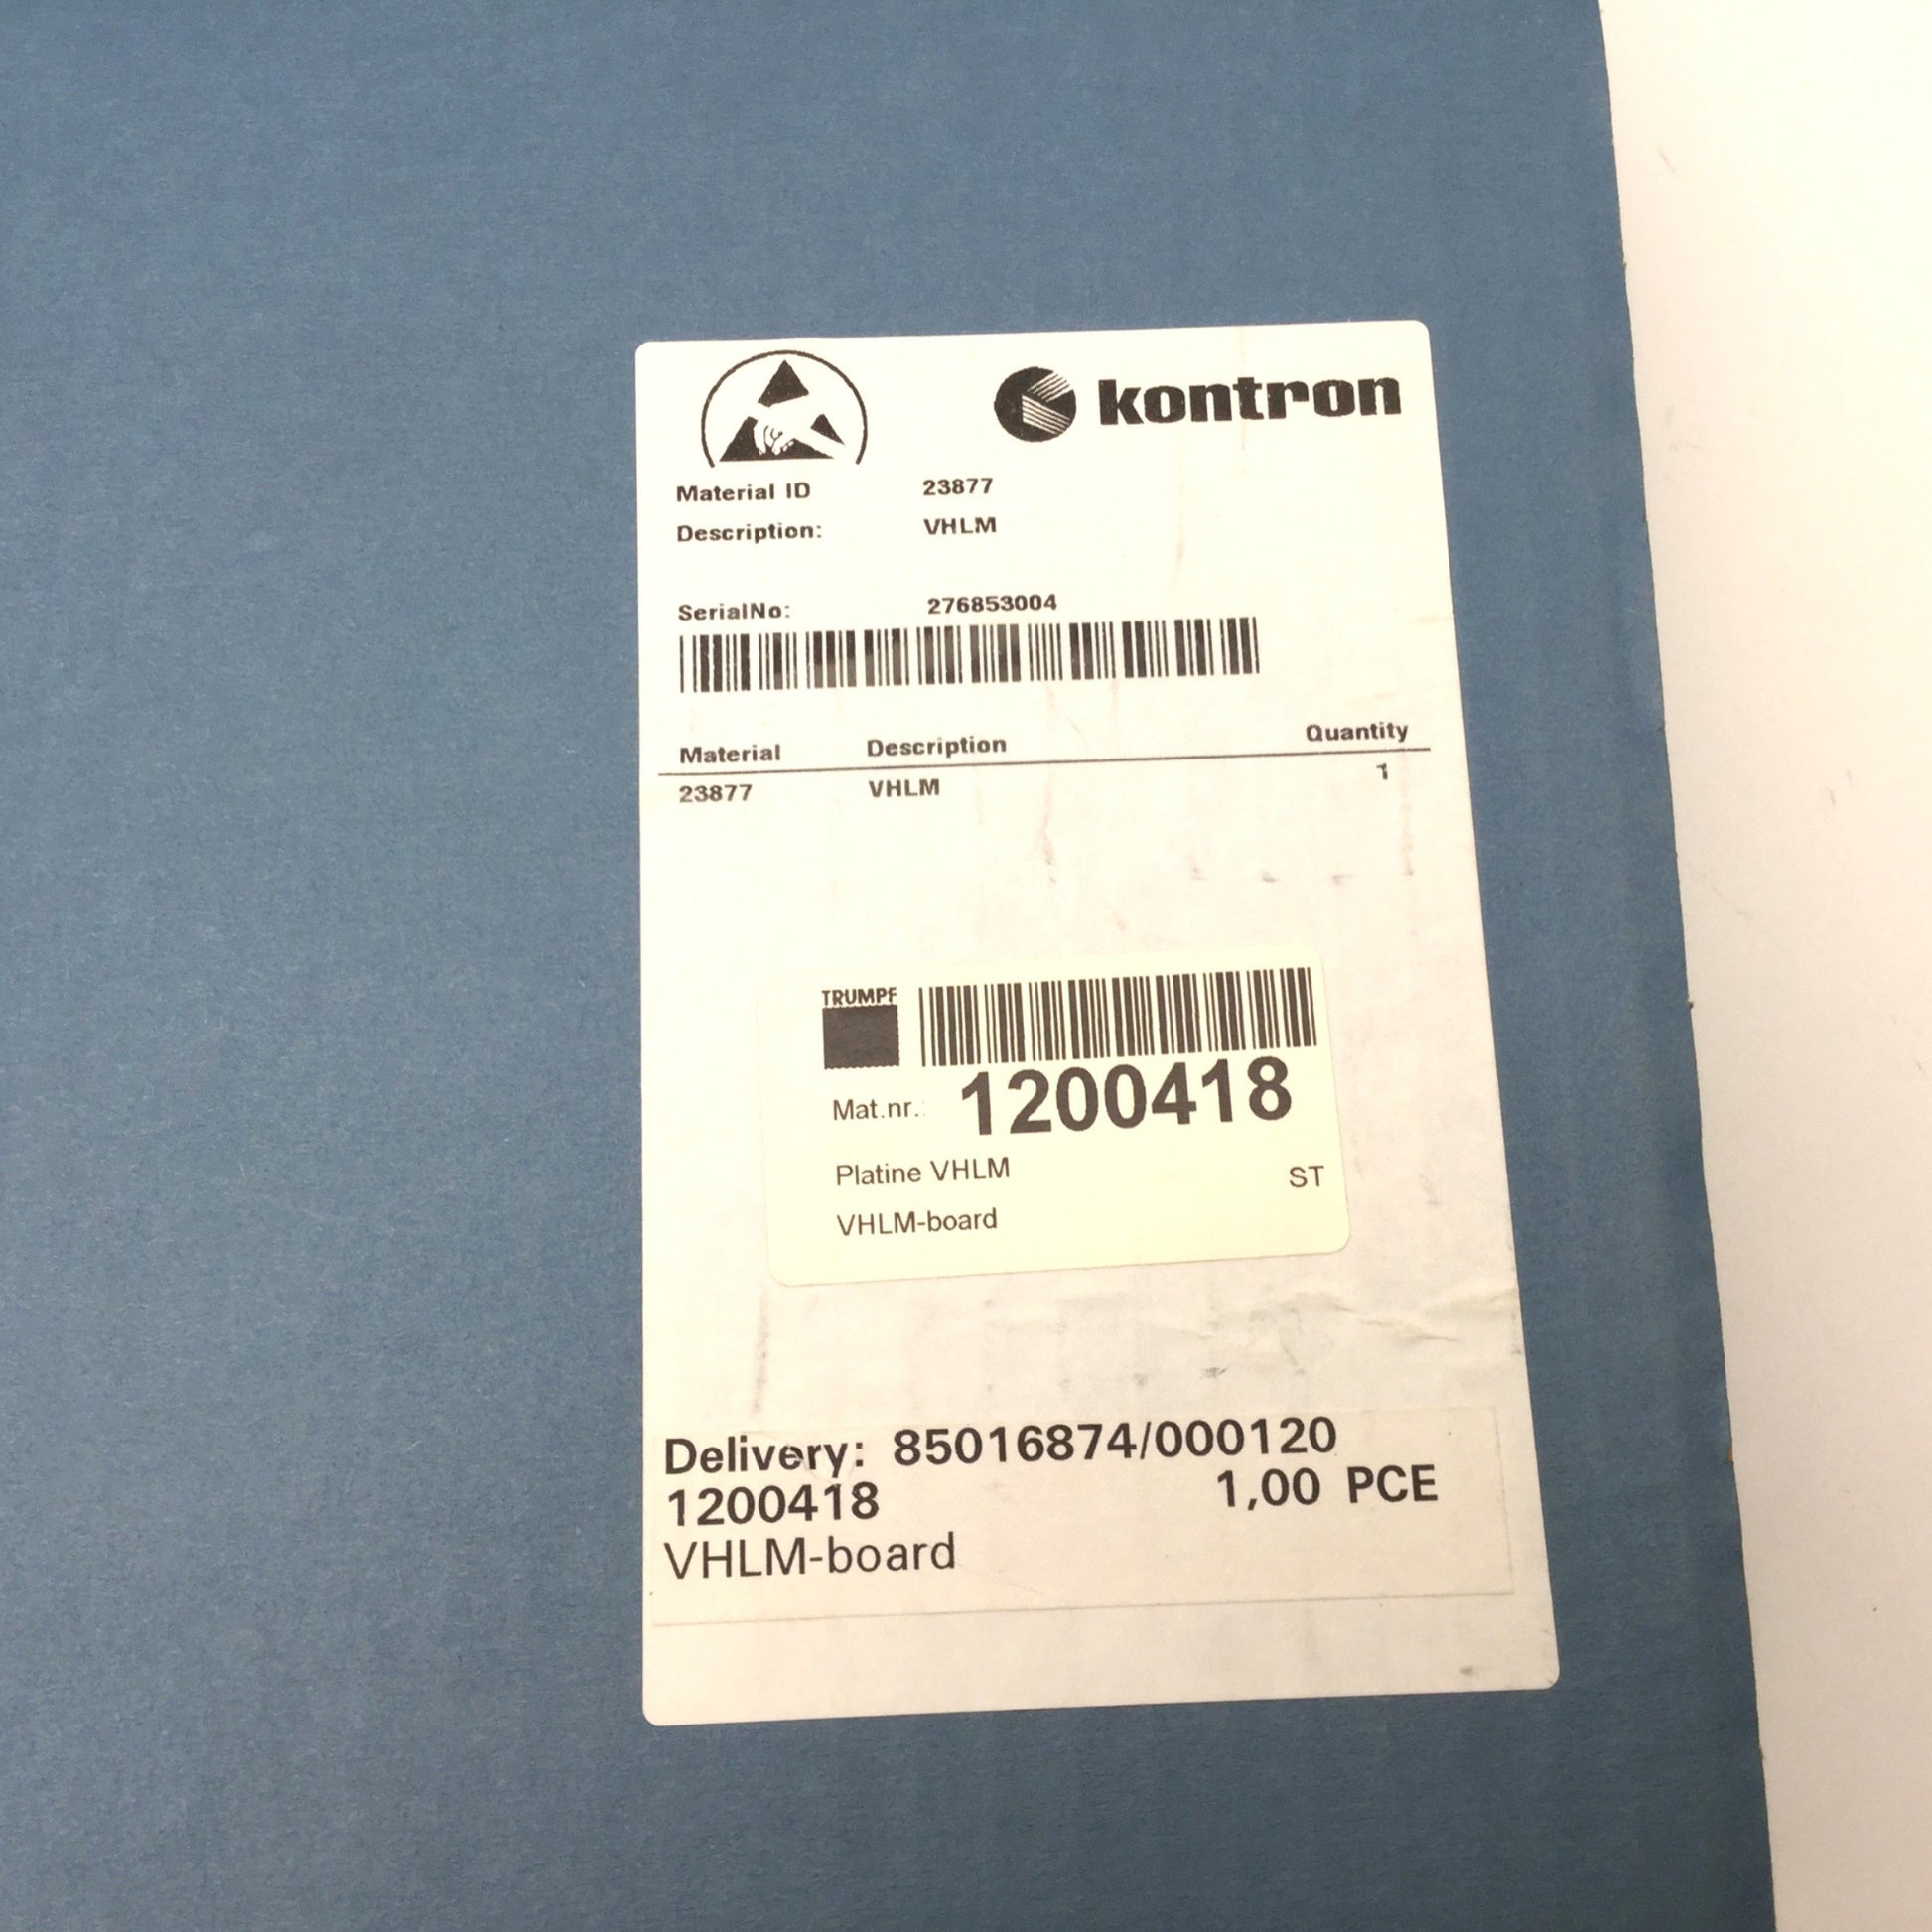 kontron
Material ID 23877
Description: VHLM
SerialNo: 276853004
Material Description Quantity
23877 VHLM 1
TRUMPF
Mat.nr.: 1200418
Platine VHLM ST
VHLM-board
Delivery: 85016874/000120
1200418 1,00 PCE
VHLM-board